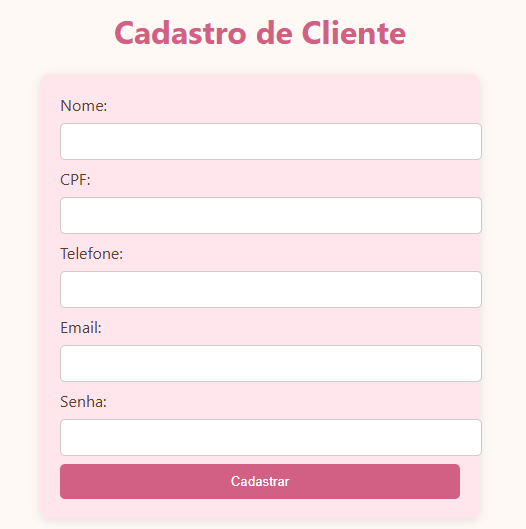 Cadastro de Cliente
Nome:
CPF:
Telefone:
Email:
Senha:
Cadastrar